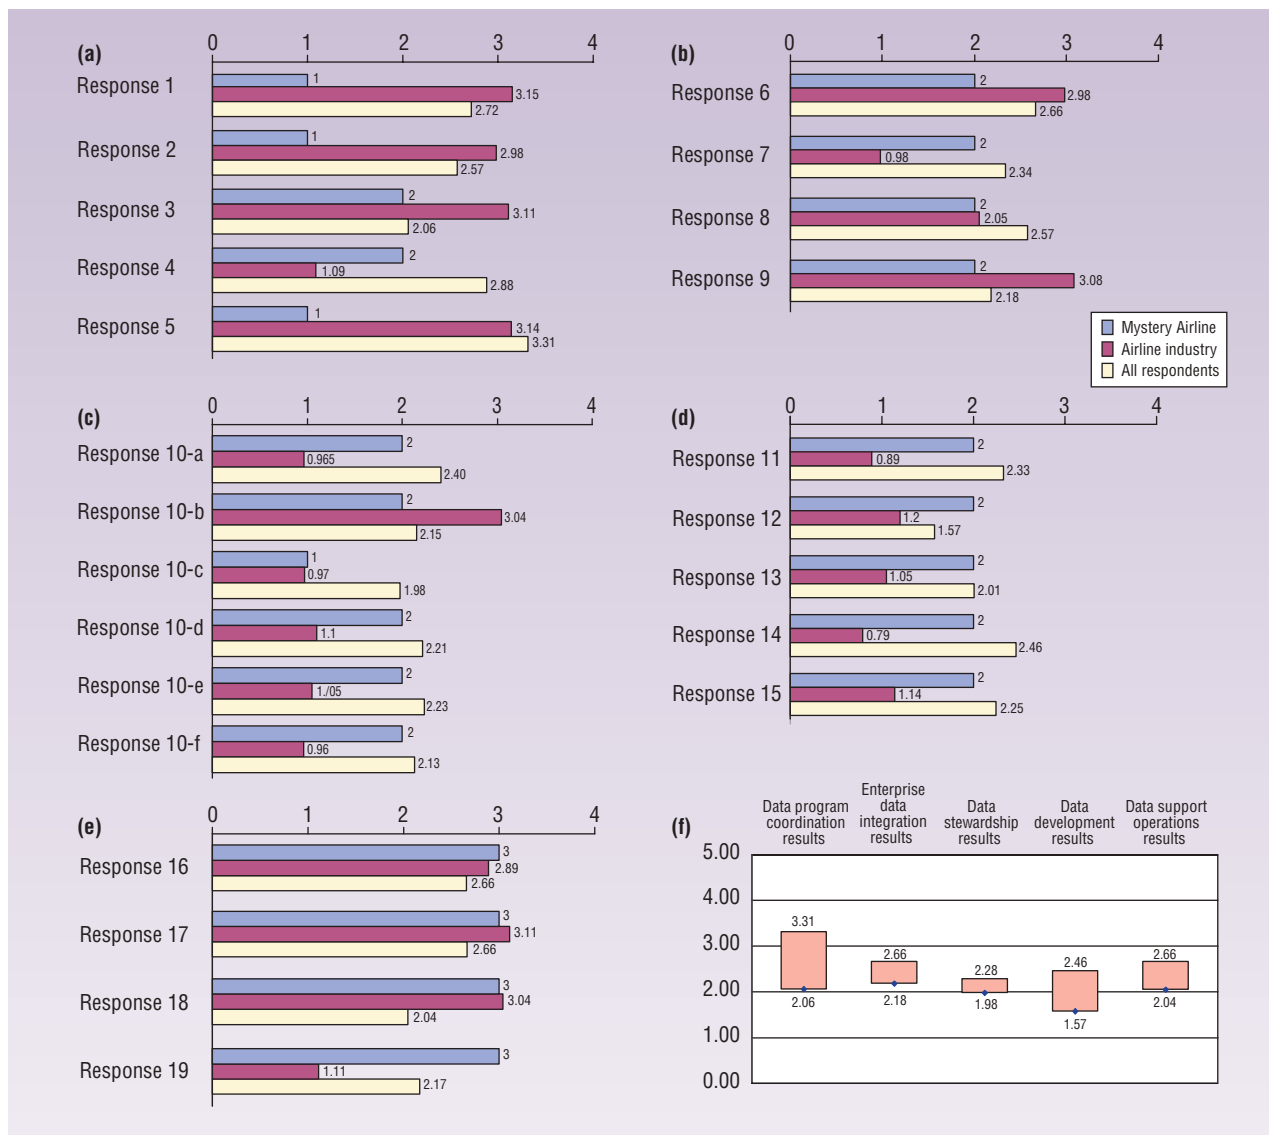 (a)
0 1 2 3 4
Response 1
1
3.15
2.72
Response 2
1
2.98
2.57
Response 3
2
3.11
2.06
Response 4
2
1.09
2.88
Response 5
1
3.14
3.31
(b)
0 1 2 3 4
Response 6
2
2.98
2.66
Response 7
2
0.98
2.34
Response 8
2
2.05
2.57
Response 9
2
3.08
2.18
Mystery Airline
Airline industry
All respondents
(c)
0 1 2 3 4
Response 10-a
2
0.965
2.40
Response 10-b
2
3.04
2.15
Response 10-c
1
0.97
1.98
Response 10-d
2
1.1
2.21
Response 10-e
2
1./05
2.23
Response 10-f
2
0.96
2.13
(d)
0 1 2 3 4
Response 11
2
0.89
2.33
Response 12
2
1.2
1.57
Response 13
2
1.05
2.01
Response 14
2
0.79
2.46
Response 15
2
1.14
2.25
(e)
0 1 2 3 4
Response 16
3
2.89
2.66
Response 17
3
3.11
2.66
Response 18
3
3.04
2.04
Response 19
3
1.11
2.17
(f)
Data program
coordination
results
Enterprise
data
integration
results
Data
stewardship
results
Data
development
results
Data support
operations
results
5.00
4.00
3.00
2.00
1.00
0.00
3.31
2.06
2.66
2.18
2.28
1.98
2.46
1.57
2.66
2.04